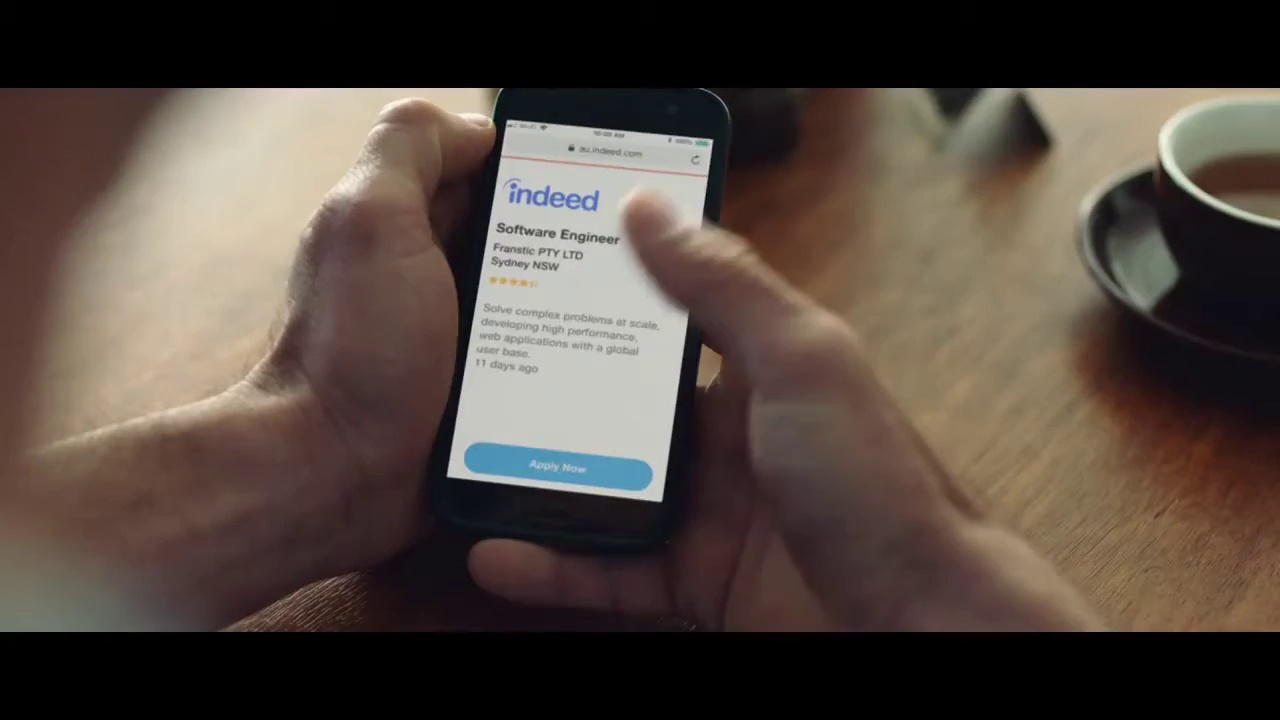 10:00 AM
100%
au.indeed.com
indeed
Software Engineer
Franstic PTY LTD
Sydney NSW
Solve complex problems at scale,
developing high performance,
web applications with a global
user base.
11 days ago
Apply Now